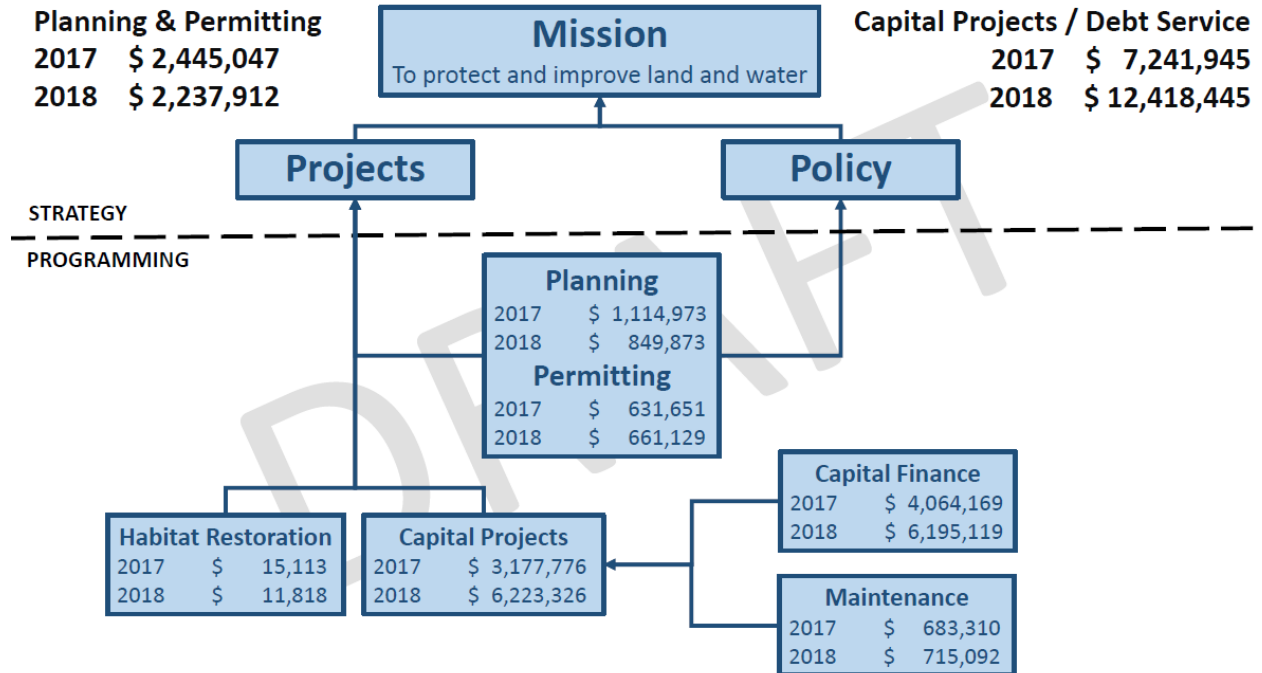 Planning & Permitting
2017 $ 2,445,047
2018 $ 2,237,912
Mission
To protect and improve land and water
Capital Projects / Debt Service
2017 $ 7,241,945
2018 $ 12,418,445
Projects
Policy
STRATEGY
PROGRAMMING
DRAFT
Planning
2017 $ 1,114,973
2018 $ 849,873
Permitting
2017 $ 631,651
2018 $ 661,129
Habitat Restoration
2017 $ 15,113
2018 $ 11,818
Capital Projects
2017 $ 3,177,776
2018 $ 6,223,326
Capital Finance
2017 $ 4,064,169
2018 $ 6,195,119
Maintenance
2017 $ 683,310
2018 $ 715,092